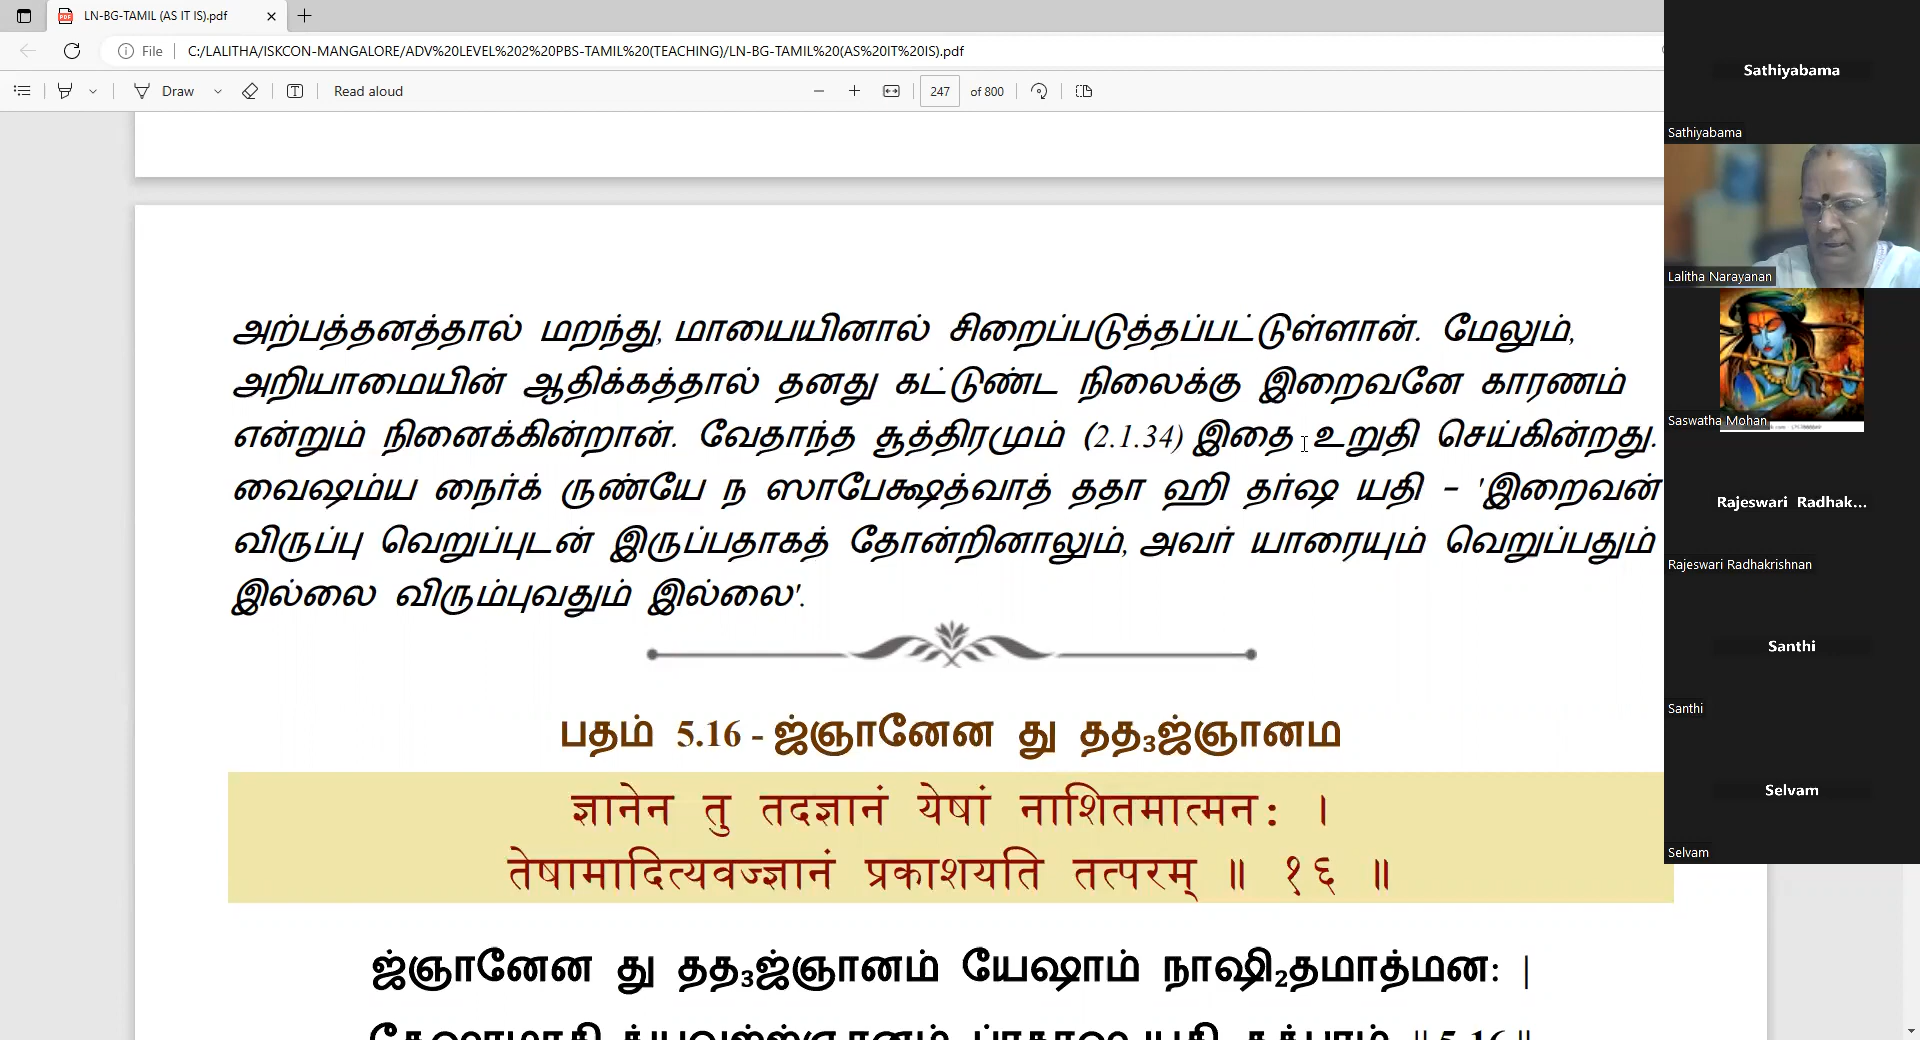 LN-BG-TAMIL (AS IT IS).pdf
File
C:/LALITHA/ISKCON-MANGALORE/ADV%20LEVEL%202%20PBS-TAMIL%20(TEACHING)/LN-BG-TAMIL%20(AS%20IT%20IS).pdf
Draw
Read aloud
247 of 800
அற்பத்தனத்தால் மறந்து, மாயையினால் சிறைப்படுத்தப்பட்டுள்ளான். மேலும்,
அறியாமையின் ஆதிக்கத்தால் தனது கட்டுண்ட நிலைக்கு இறைவனே காரணம்
என்றும் நினைக்கின்றான். வேதாந்த சூத்திரமும் (2.1.34) இதை உறுதி செய்கின்றது.
வைஷம்ய நைர்க் ருண்யே ந ஸாபேக்ஷத்வாத் ததா ஹி தர்ஷ யதி – 'இறைவன்
விருப்பு வெறுப்புடன் இருப்பதாகத் தோன்றினாலும், அவர் யாரையும் வெறுப்பதும்
இல்லை விரும்புவதும் இல்லை'.
பதம் 5.16 - ஜ்ஞானேன து தத₃ஜ்ஞானம
ज्ञानेन तु तदज्ञानं येषां नाशितमात्मन: ।
तेषामादित्यवज्ज्ञानं प्रकाशयति तत्परम् ॥ १६ ॥
ஜ்ஞானேன து தத₃ஜ்ஞானம் யேஷாம் நாஷி₂தமாத்மன: |
Sathiyabama
Sathiyabama
Lalitha Narayanan
Saswatha Mohan
Rajeswari Radhak...
Rajeswari Radhakrishnan
Santhi
Santhi
Selvam
Selvam